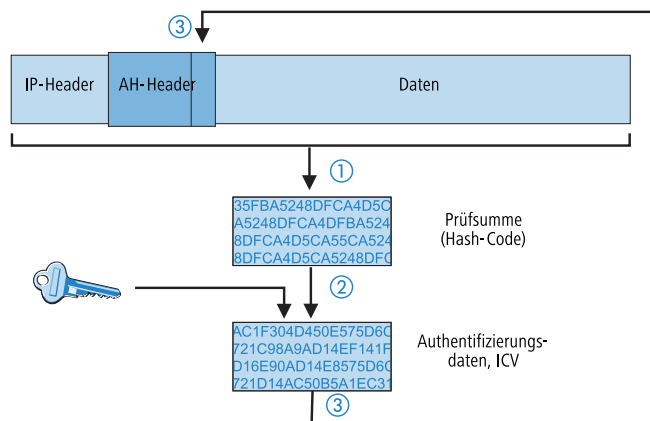 ③
IP-Header AH-Header Daten
①
35FBA5248DFCA4D5C
A5248DFCA4DFBA524
8DFCA4D5CA55CA524
8DFCA4D5CA5248DFC
Prüfsumme
(Hash-Code)
②
AC1F304D450E575D6C
721C98A9AD14EF141F
D16E90AD14E8575D6C
721D14AC50B5A1EC31
Authentifizierungs-
daten, ICV
③